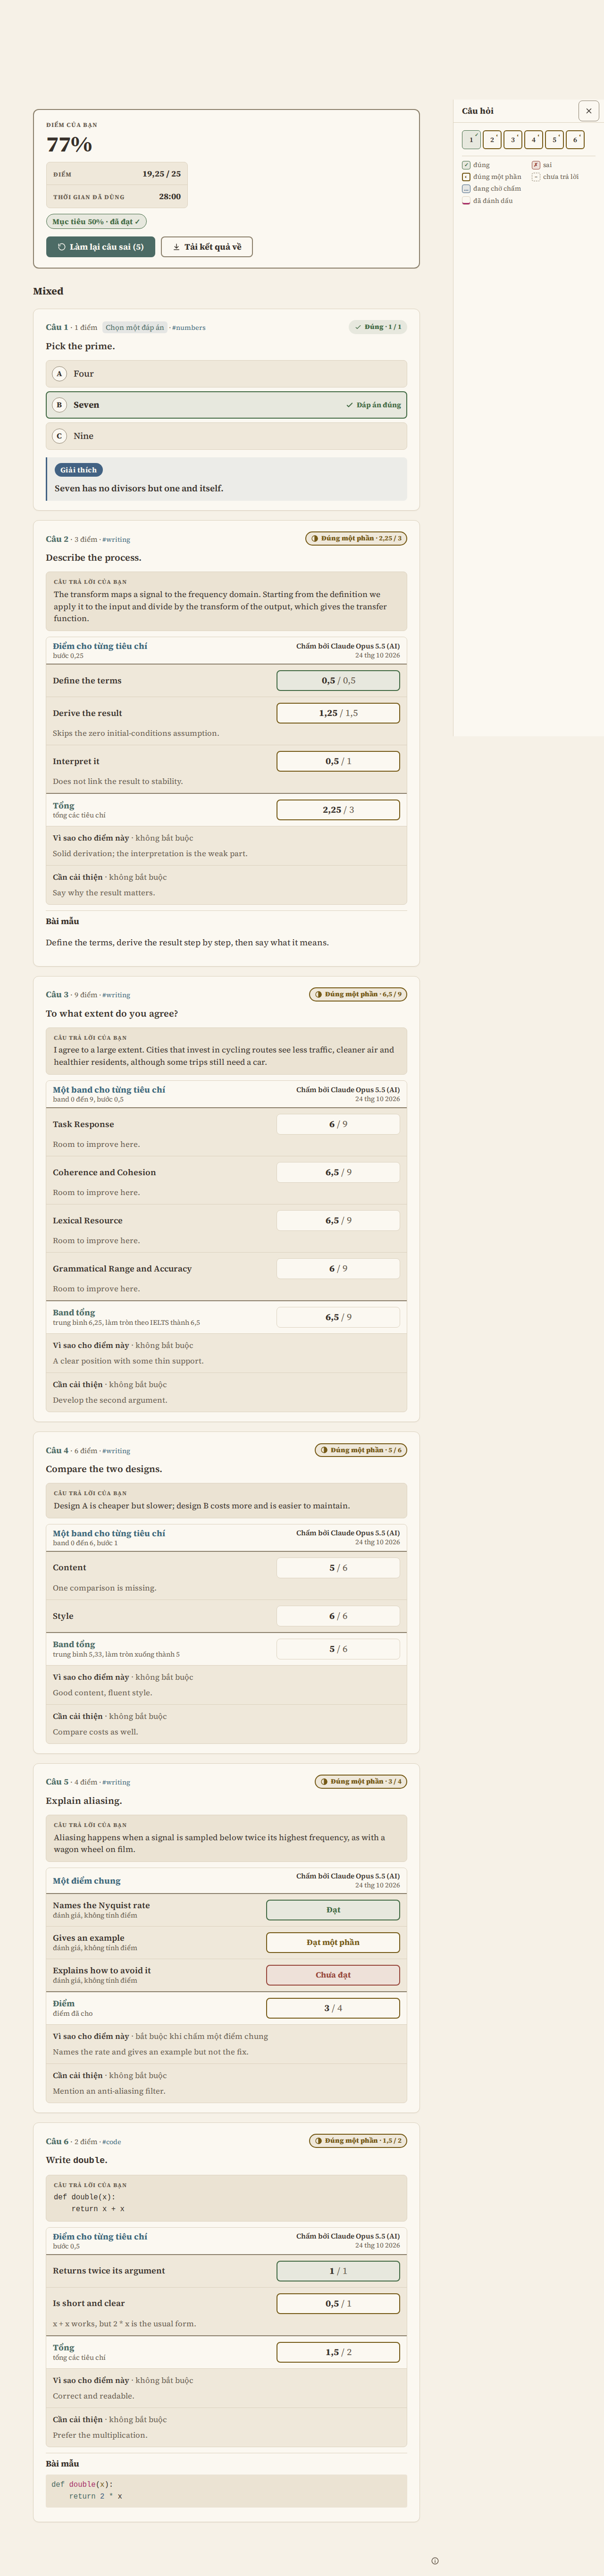 ĐIỂM CỦA BẠN
77%
ĐIỂM 19,25 / 25
THỜI GIAN ĐÃ DÙNG 28:00
Mục tiêu 50% · đã đạt ✓
Làm lại câu sai (5) Tải kết quả về
Mixed
Câu 1 · 1 điểm Chọn một đáp án · #numbers Đúng · 1 / 1
Pick the prime.
A Four
B Seven Đáp án đúng
C Nine
Giải thích
Seven has no divisors but one and itself.
Câu 2 · 3 điểm · #writing Đúng một phần · 2,25 / 3
Describe the process.
CÂU TRẢ LỜI CỦA BẠN
The transform maps a signal to the frequency domain. Starting from the definition we
apply it to the input and divide by the transform of the output, which gives the transfer
function.
Điểm cho từng tiêu chí Chấm bởi Claude Opus 5.5 (AI)
bước 0,25 24 thg 10 2026
Define the terms 0,5 / 0,5
Derive the result 1,25 / 1,5
Skips the zero initial-conditions assumption.
Interpret it 0,5 / 1
Does not link the result to stability.
Tổng 2,25 / 3
tổng các tiêu chí
Vì sao cho điểm này · không bắt buộc
Solid derivation; the interpretation is the weak part.
Cần cải thiện · không bắt buộc
Say why the result matters.
Bài mẫu
Define the terms, derive the result step by step, then say what it means.
Câu 3 · 9 điểm · #writing Đúng một phần · 6,5 / 9
To what extent do you agree?
CÂU TRẢ LỜI CỦA BẠN
I agree to a large extent. Cities that invest in cycling routes see less traffic, cleaner air and
healthier residents, although some trips still need a car.
Một band cho từng tiêu chí Chấm bởi Claude Opus 5.5 (AI)
band 0 đến 9, bước 0,5 24 thg 10 2026
Task Response 6 / 9
Room to improve here.
Coherence and Cohesion 6,5 / 9
Room to improve here.
Lexical Resource 6,5 / 9
Room to improve here.
Grammatical Range and Accuracy 6 / 9
Room to improve here.
Band tổng 6,5 / 9
trung bình 6,25, làm tròn theo IELTS thành 6,5
Vì sao cho điểm này · không bắt buộc
A clear position with some thin support.
Cần cải thiện · không bắt buộc
Develop the second argument.
Câu 4 · 6 điểm · #writing Đúng một phần · 5 / 6
Compare the two designs.
CÂU TRẢ LỜI CỦA BẠN
Design A is cheaper but slower; design B costs more and is easier to maintain.
Một band cho từng tiêu chí Chấm bởi Claude Opus 5.5 (AI)
band 0 đến 6, bước 1 24 thg 10 2026
Content 5 / 6
One comparison is missing.
Style 6 / 6
Band tổng 5 / 6
trung bình 5,33, làm tròn xuống thành 5
Vì sao cho điểm này · không bắt buộc
Good content, fluent style.
Cần cải thiện · không bắt buộc
Compare costs as well.
Câu 5 · 4 điểm · #writing Đúng một phần · 3 / 4
Explain aliasing.
CÂU TRẢ LỜI CỦA BẠN
Aliasing happens when a signal is sampled below twice its highest frequency, as with a
wagon wheel on film.
Một điểm chung Chấm bởi Claude Opus 5.5 (AI)
24 thg 10 2026
Names the Nyquist rate Đạt
đánh giá, không tính điểm
Gives an example Đạt một phần
đánh giá, không tính điểm
Explains how to avoid it Chưa đạt
đánh giá, không tính điểm
Điểm 3 / 4
điểm đã cho
Vì sao cho điểm này · bắt buộc khi chấm một điểm chung
Names the rate and gives an example but not the fix.
Cần cải thiện · không bắt buộc
Mention an anti-aliasing filter.
Câu 6 · 2 điểm · #code Đúng một phần · 1,5 / 2
Write double.
CÂU TRẢ LỜI CỦA BẠN
def double(x):
    return x + x
Điểm cho từng tiêu chí Chấm bởi Claude Opus 5.5 (AI)
bước 0,5 24 thg 10 2026
Returns twice its argument 1 / 1
Is short and clear 0,5 / 1
x + x works, but 2 * x is the usual form.
Tổng 1,5 / 2
tổng các tiêu chí
Vì sao cho điểm này · không bắt buộc
Correct and readable.
Cần cải thiện · không bắt buộc
Prefer the multiplication.
Bài mẫu
def double(x):
    return 2 * x
Câu hỏi
1 2 3 4 5 6
đúng sai
đúng một phần chưa trả lời
đang chờ chấm
đã đánh dấu